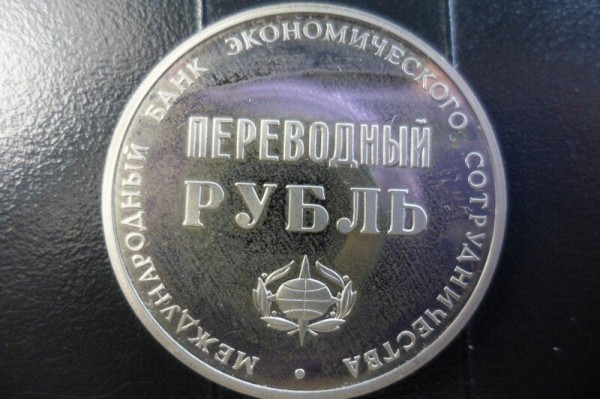 МЕЖДУНАРОДНЫЙ БАНК ЭКОНОМИЧЕСКОГО СОТРУДНИЧЕСТВА •
ПЕРЕВОДНЫЙ
РУБЛЬ